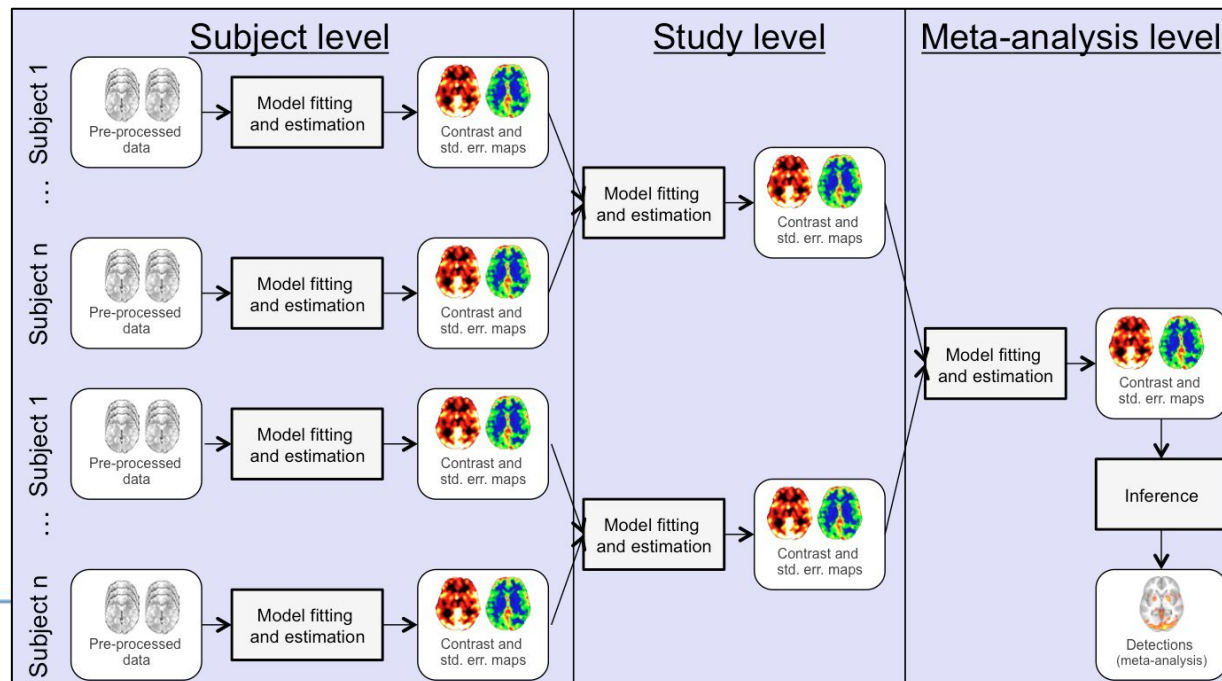 Subject level
Study level
Meta-analysis level
Subject 1
Pre-processed
data
Model fitting
and estimation
Contrast and
std. err. maps
...
Subject n
Pre-processed
data
Model fitting
and estimation
Contrast and
std. err. maps
Model fitting
and estimation
Contrast and
std. err. maps
Subject 1
Pre-processed
data
Model fitting
and estimation
Contrast and
std. err. maps
...
Subject n
Pre-processed
data
Model fitting
and estimation
Contrast and
std. err. maps
Model fitting
and estimation
Contrast and
std. err. maps
Model fitting
and estimation
Contrast and
std. err. maps
Inference
Detections
(meta-analysis)